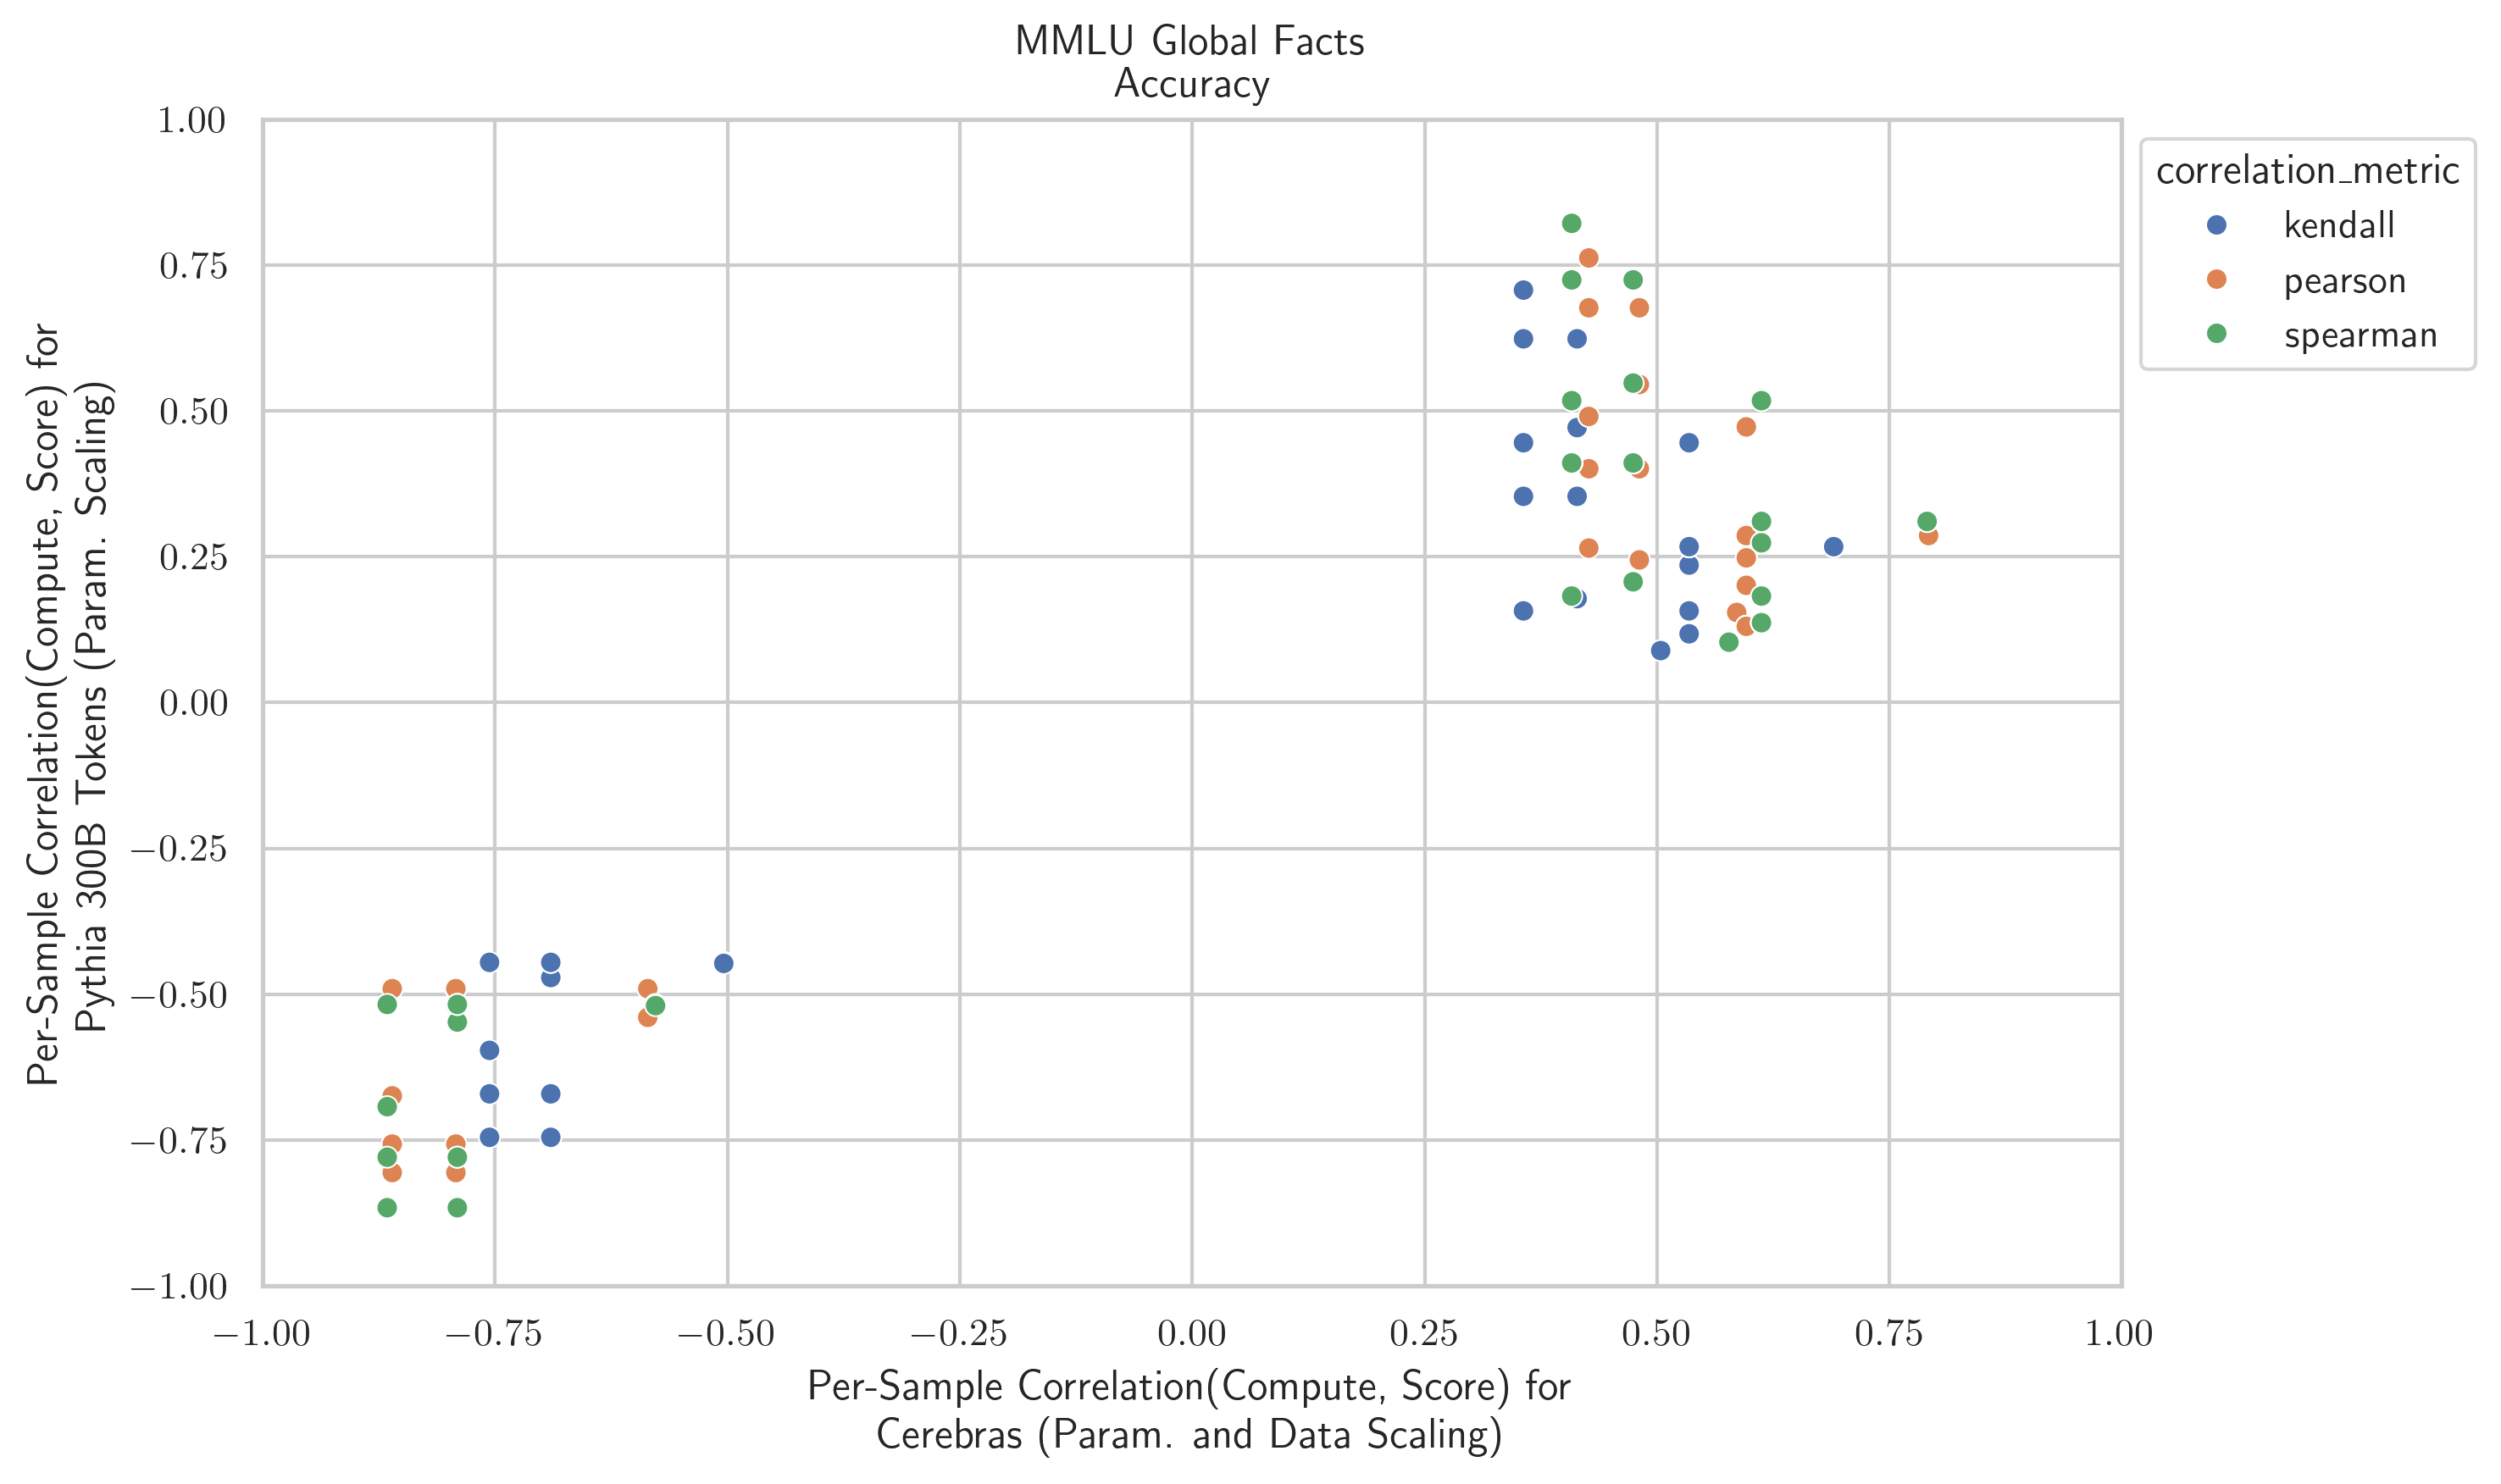 MMLU Global Facts
Accuracy
1.00
0.75
0.50
0.25
0.00
−0.25
−0.50
−0.75
−1.00
Per-Sample Correlation(Compute, Score) for
Pythia 300B Tokens (Param. Scaling)
−1.00 −0.75 −0.50 −0.25 0.00 0.25 0.50 0.75 1.00
Per-Sample Correlation(Compute, Score) for
Cerebras (Param. and Data Scaling)
correlation_metric
kendall
pearson
spearman